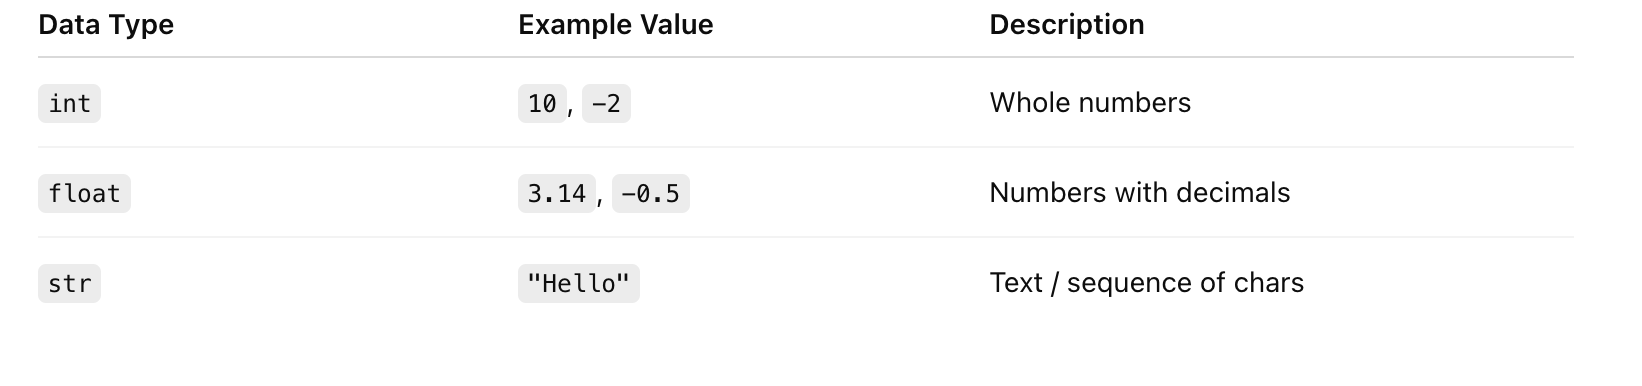 Data Type Example Value Description
int 10, -2 Whole numbers
float 3.14, -0.5 Numbers with decimals
str "Hello" Text / sequence of chars